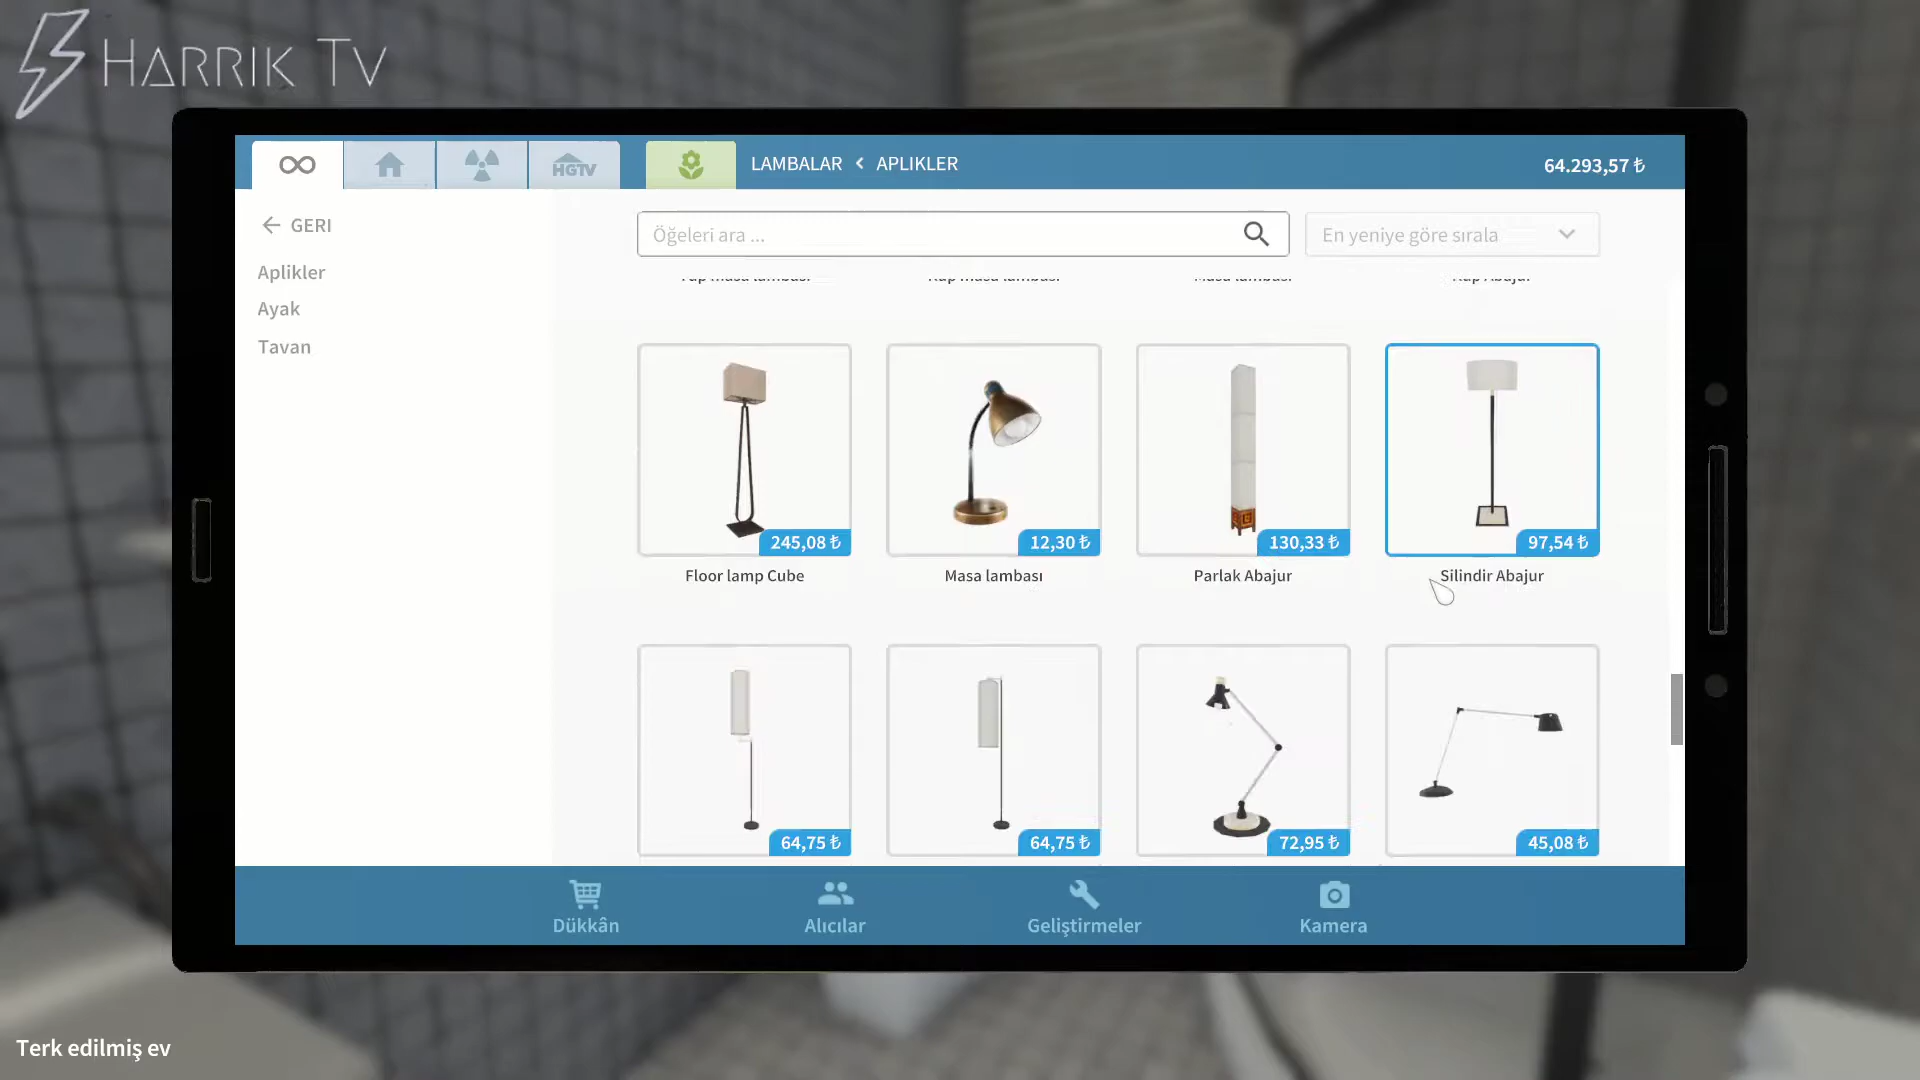 HARRIK TV
HGTV
LAMBALAR < APLIKLER
64.293,57 ₺
GERI
Öğeleri ara ...
En yeniye göre sırala
Aplikler
Ayak
Tavan
245,08 ₺
12,30 ₺
130,33 ₺
97,54 ₺
Floor lamp Cube
Masa lambası
Parlak Abajur
Silindir Abajur
64,75 ₺
64,75 ₺
72,95 ₺
45,08 ₺
Dükkân
Alıcılar
Geliştirmeler
Kamera
Terk edilmiş ev